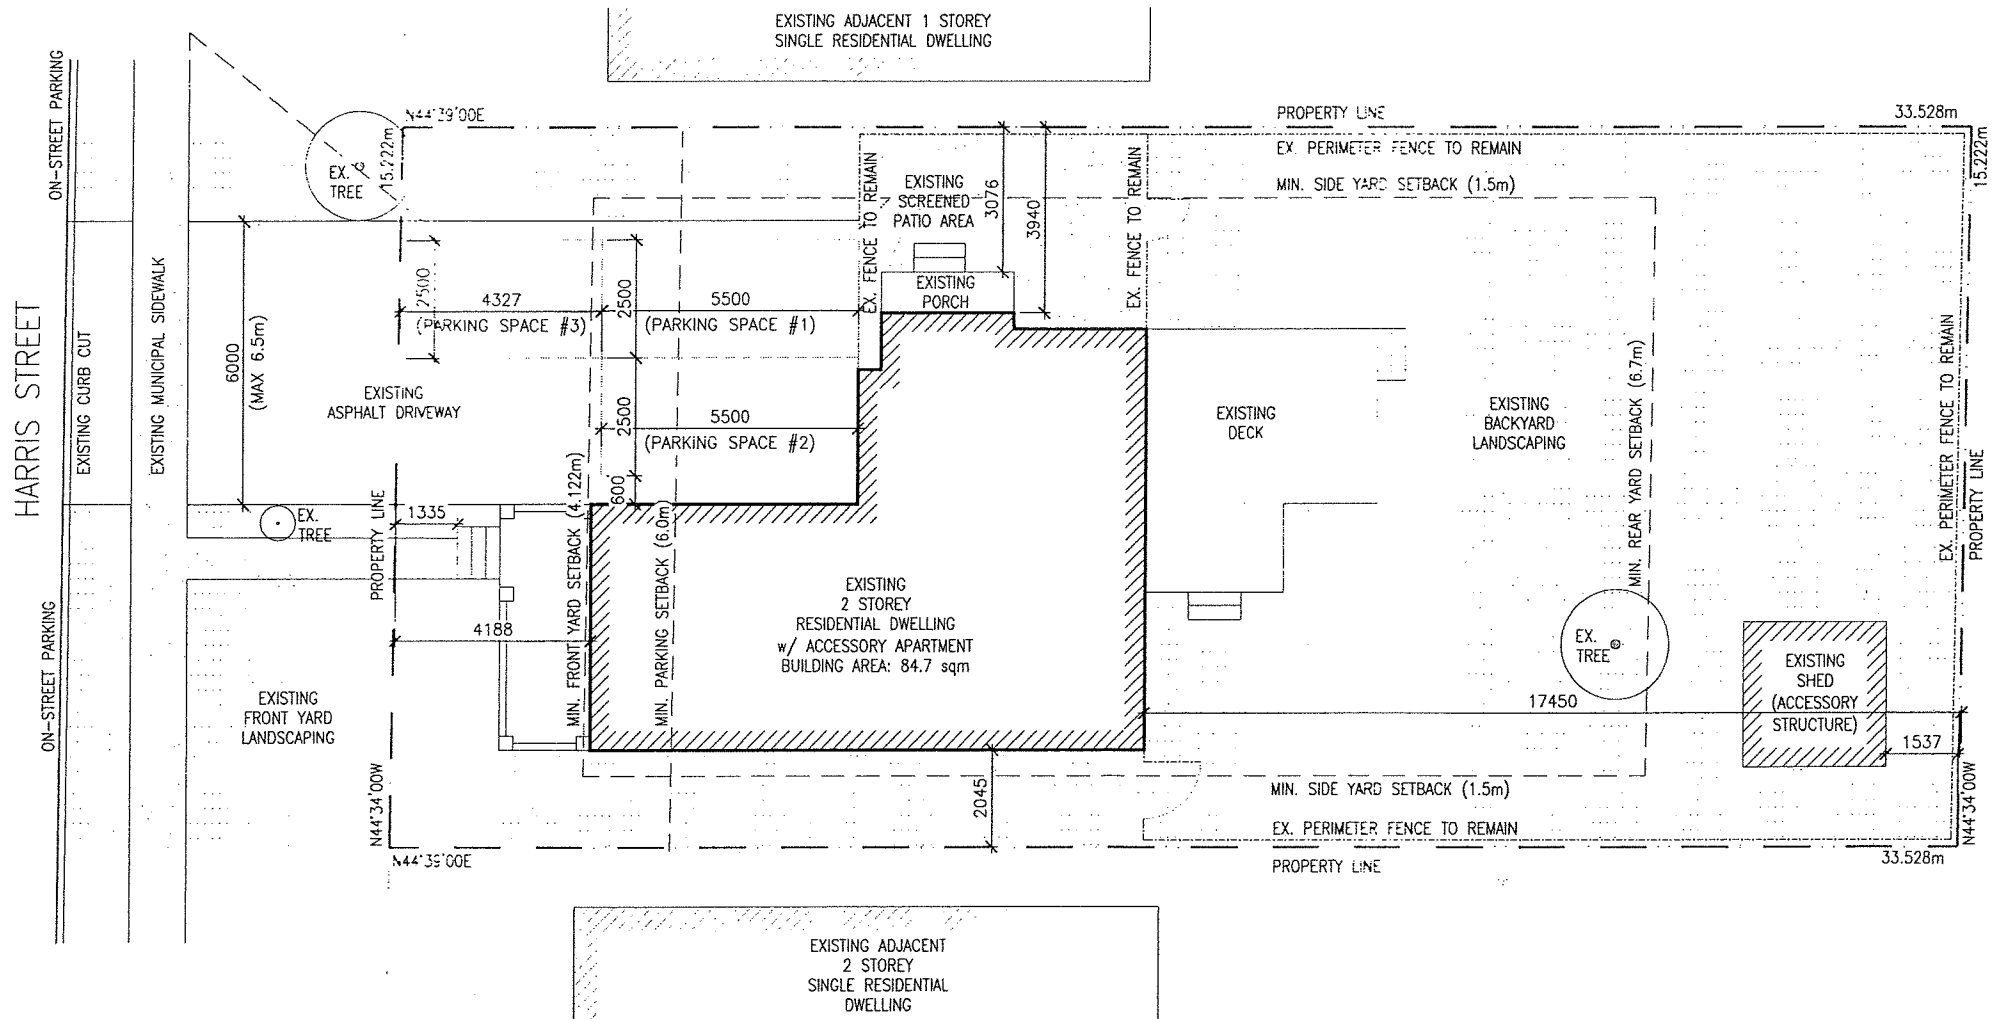 EXISTING ADJACENT 1 STOREY
SINGLE RESIDENTIAL DWELLING
ON-STREET PARKING
N44°39'00E
PROPERTY LINE
33.528m
15.222m
15.222m
EX.
TREE
EX. PERIMETER FENCE TO REMAIN
MIN. SIDE YARD SETBACK (1.5m)
EX. FENCE TO REMAIN
EXISTING
SCREENED
PATIO AREA
3076
3940
EX. FENCE TO REMAIN
HARRIS STREET
EXISTING CURB CUT
EXISTING MUNICIPAL SIDEWALK
6000
(MAX 6.5m)
2500
4327
(PARKING SPACE #3)
2500
5500
(PARKING SPACE #1)
EXISTING
PORCH
EXISTING
ASPHALT DRIVEWAY
2500
5500
(PARKING SPACE #2)
600
EXISTING
DECK
EXISTING
BACKYARD
LANDSCAPING
MIN. REAR YARD SETBACK (6.7m)
EX. PERIMETER FENCE TO REMAIN
PROPERTY LINE
EX.
TREE
PROPERTY LINE
1335
4188
MIN. FRONT YARD SETBACK (4.122m)
MIN. PARKING SETBACK (6.0m)
EXISTING
2 STOREY
RESIDENTIAL DWELLING
w/ ACCESSORY APARTMENT
BUILDING AREA: 84.7 sqm
EX.
TREE
EXISTING
SHED
(ACCESSORY
STRUCTURE)
17450
1537
ON-STREET PARKING
EXISTING
FRONT YARD
LANDSCAPING
2045
MIN. SIDE YARD SETBACK (1.5m)
EX. PERIMETER FENCE TO REMAIN
N44°34'00W
N44°39'00E
PROPERTY LINE
33.528m
N44°34'00W
EXISTING ADJACENT
2 STOREY
SINGLE RESIDENTIAL
DWELLING